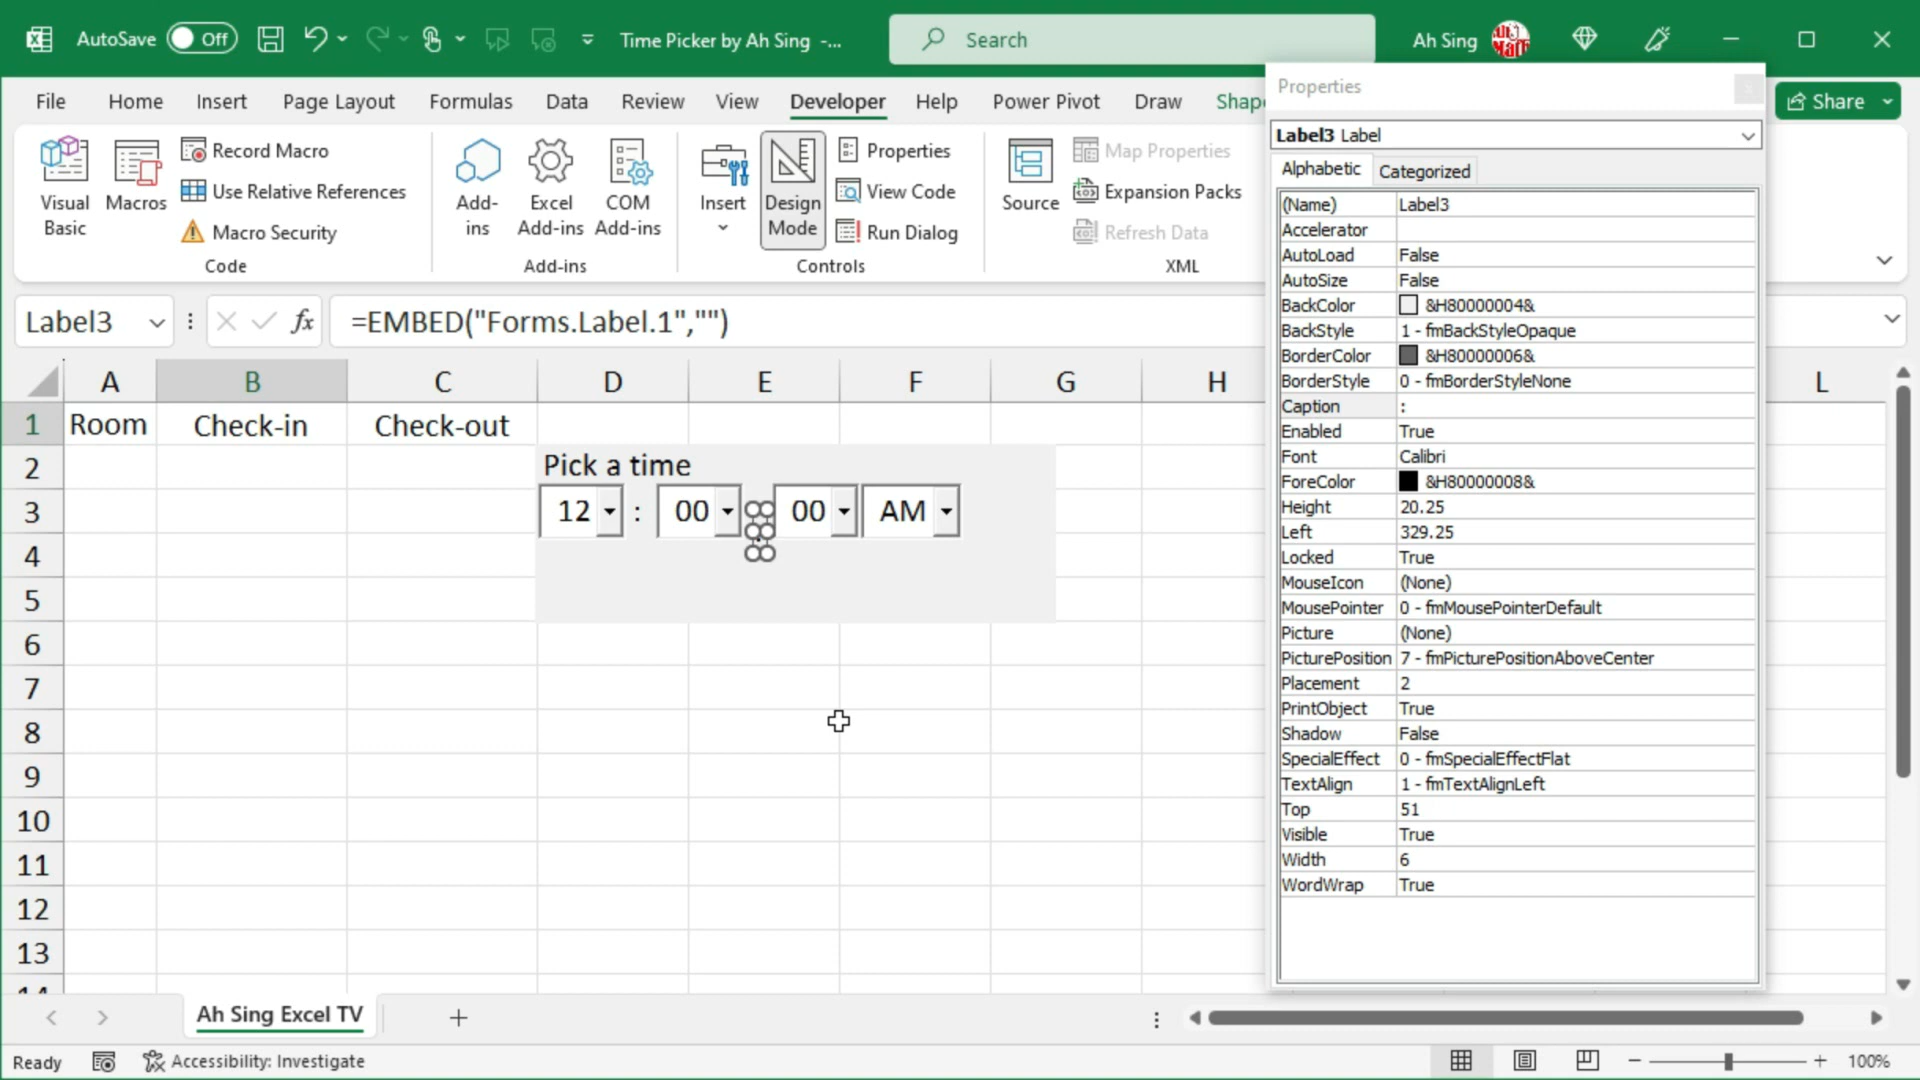 AutoSave Off Time Picker by Ah Sing -... Search Ah Sing
File Home Insert Page Layout Formulas Data Review View Developer Help Power Pivot Draw Shape Share
Visual Basic
Macros
Record Macro
Use Relative References
Macro Security
Code
Add-ins
Excel Add-ins
COM Add-ins
Add-ins
Insert
Design Mode
Properties
View Code
Run Dialog
Controls
Source
Map Properties
Expansion Packs
Refresh Data
XML
Label3 fx =EMBED("Forms.Label.1","")
A B C D E F G H L
1 Room Check-in Check-out
2 Pick a time
3 12 : 00 00 AM
4
5
6
7
8
9
10
11
12
13
14
Properties
Label3 Label
Alphabetic Categorized
(Name) Label3
Accelerator
AutoLoad False
AutoSize False
BackColor &H80000004&
BackStyle 1 - fmBackStyleOpaque
BorderColor &H80000006&
BorderStyle 0 - fmBorderStyleNone
Caption :
Enabled True
Font Calibri
ForeColor &H80000008&
Height 20.25
Left 329.25
Locked True
MouseIcon (None)
MousePointer 0 - fmMousePointerDefault
Picture (None)
PicturePosition 7 - fmPicturePositionAboveCenter
Placement 2
PrintObject True
Shadow False
SpecialEffect 0 - fmSpecialEffectFlat
TextAlign 1 - fmTextAlignLeft
Top 51
Visible True
Width 6
WordWrap True
Ah Sing Excel TV
Ready Accessibility: Investigate 100%